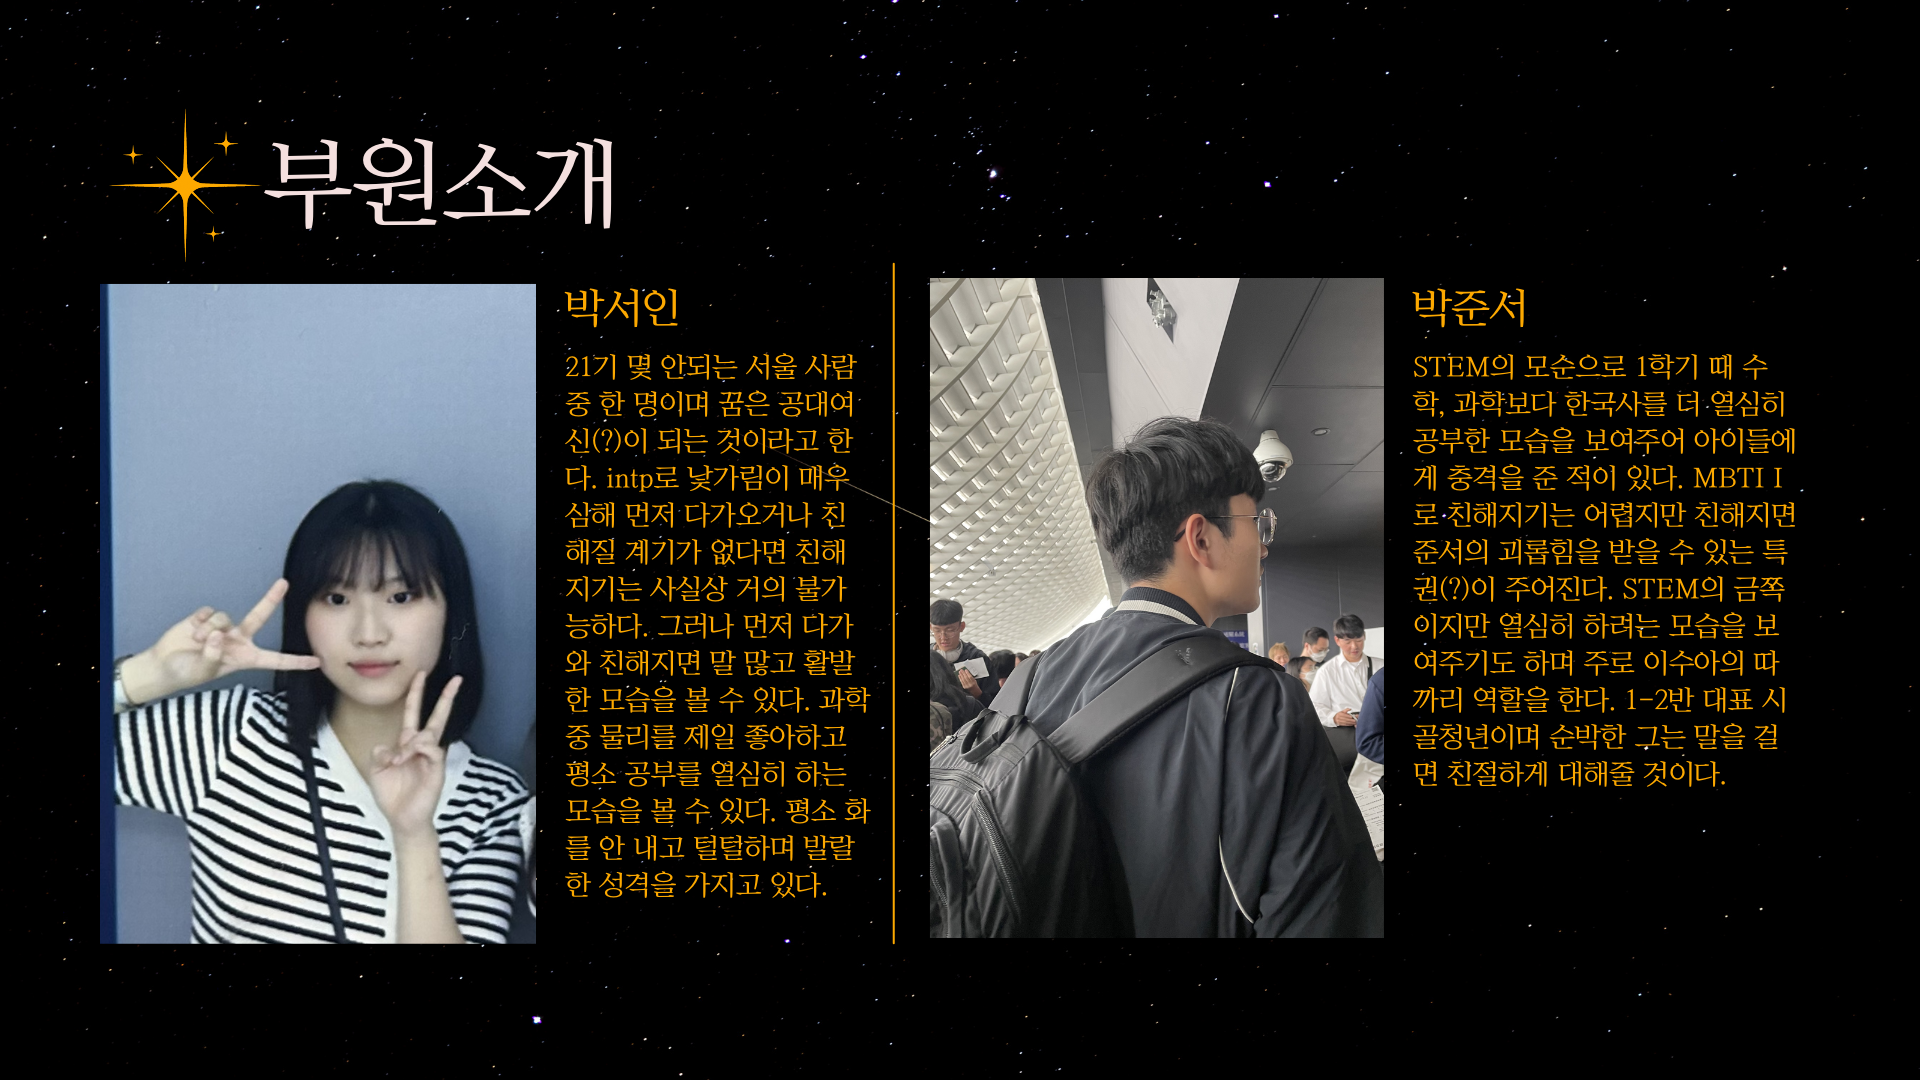 부원소개
박서인
21기 몇 안되는 서울 사람
중 한 명이며 꿈은 공대여
신(?)이 되는 것이라고 한
다. intp로 낯가림이 매우
심해 먼저 다가오거나 친
해질 계기가 없다면 친해
지기는 사실상 거의 불가
능하다. 그러나 먼저 다가
와 친해지면 말 많고 활발
한 모습을 볼 수 있다. 과학
중 물리를 제일 좋아하고
평소 공부를 열심히 하는
모습을 볼 수 있다. 평소 화
를 안 내고 털털하며 발랄
한 성격을 가지고 있다.
박준서
STEM의 모순으로 1학기 때 수
학, 과학보다 한국사를 더 열심히
공부한 모습을 보여주어 아이들에
게 충격을 준 적이 있다. MBTI I
로 친해지기는 어렵지만 친해지면
준서의 괴롭힘을 받을 수 있는 특
권(?)이 주어진다. STEM의 금쪽
이지만 열심히 하려는 모습을 보
여주기도 하며 주로 이수아의 따
까리 역할을 한다. 1-2반 대표 시
골청년이며 순박한 그는 말을 걸
면 친절하게 대해줄 것이다.